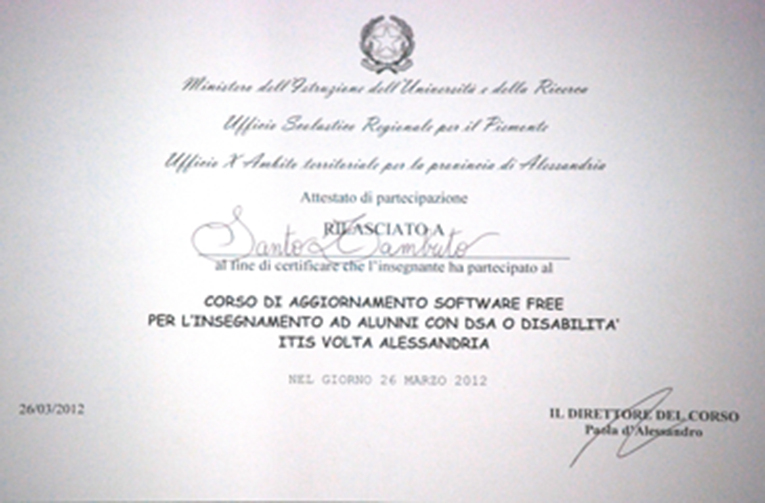 Ministero dell'Istruzione dell'Università e della Ricerca
Ufficio Scolastico Regionale per il Piemonte
Ufficio X Ambito territoriale per la provincia di Alessandria
Attestato di partecipazione
RILASCIATO A
Santo Tambuto
al fine di certificare che l'insegnante ha partecipato al
CORSO DI AGGIORNAMENTO SOFTWARE FREE
PER L'INSEGNAMENTO AD ALUNNI CON DSA O DISABILITA'
ITIS VOLTA ALESSANDRIA
NEL GIORNO 26 MARZO 2012
26/03/2012
IL DIRETTORE DEL CORSO
Paola d'Alessandro